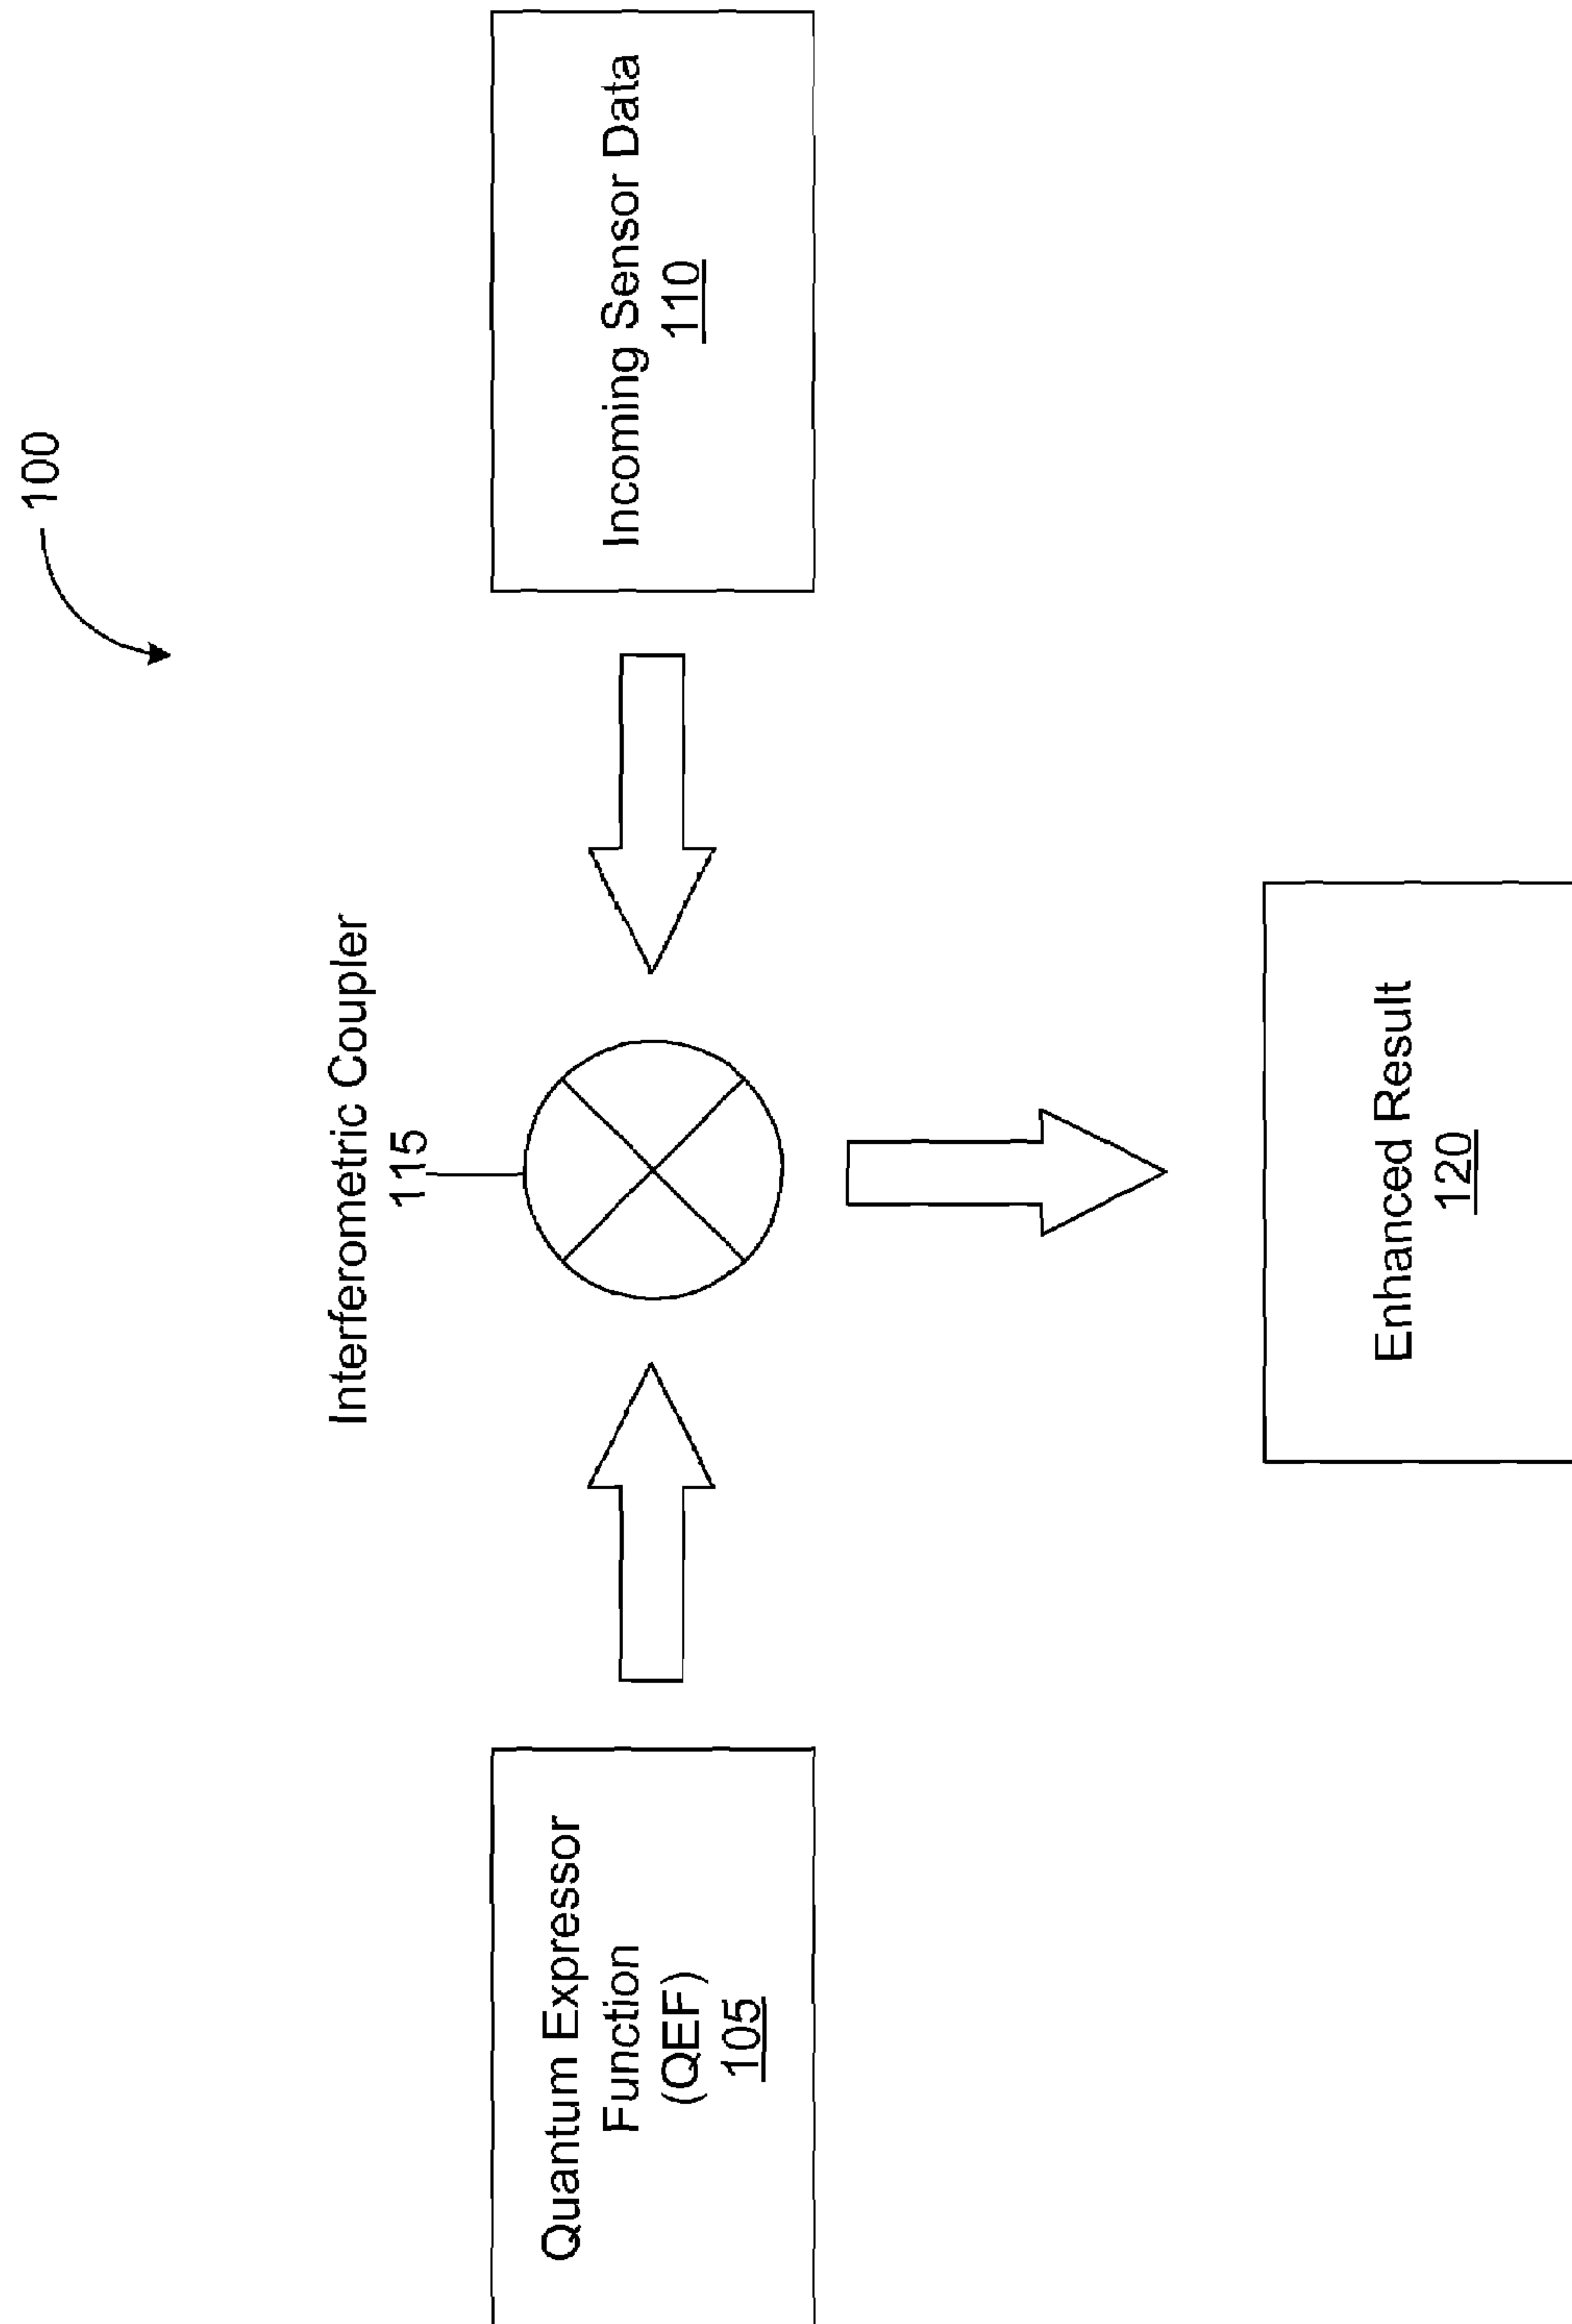 100
Interferometric Coupler
115
Quantum Expressor
Function
(QEF)
105
Incoming Sensor Data
110
Enhanced Result
120